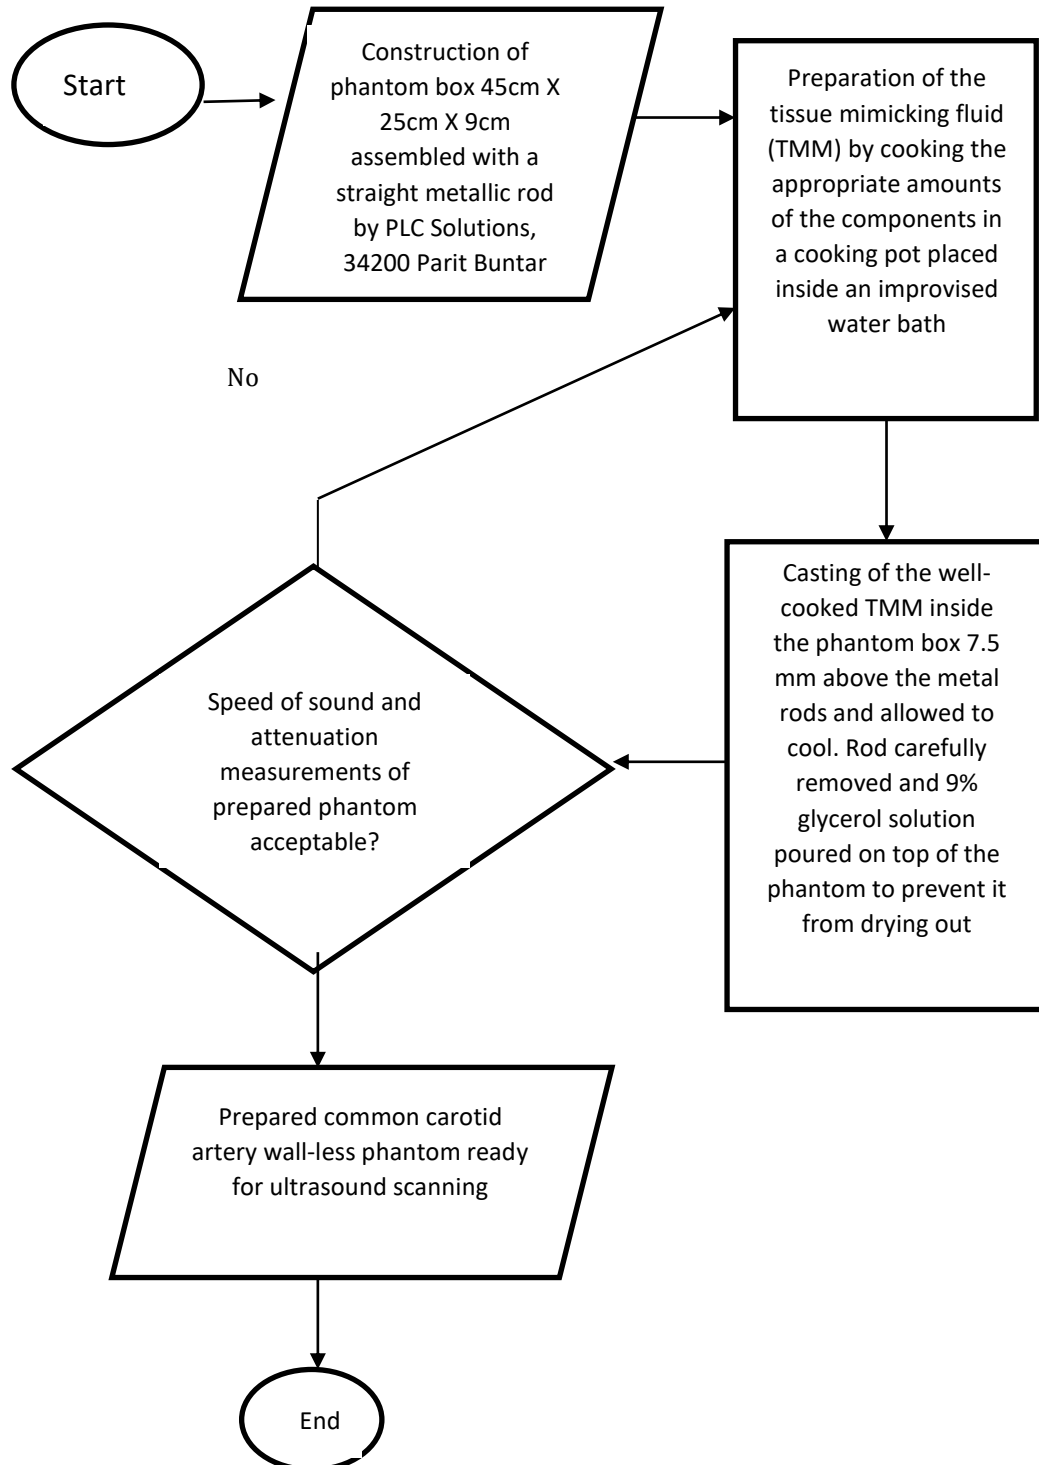 Start
Construction of
phantom box 45cm X
25cm X 9cm
assembled with a
straight metallic rod
by PLC Solutions,
34200 Parit Buntar
Preparation of the
tissue mimicking fluid
(TMM) by cooking the
appropriate amounts
of the components in
a cooking pot placed
inside an improvised
water bath
No
Casting of the well-
cooked TMM inside
the phantom box 7.5
mm above the metal
rods and allowed to
cool. Rod carefully
removed and 9%
glycerol solution
poured on top of the
phantom to prevent it
from drying out
Speed of sound and
attenuation
measurements of
prepared phantom
acceptable?
Prepared common carotid
artery wall-less phantom ready
for ultrasound scanning
End